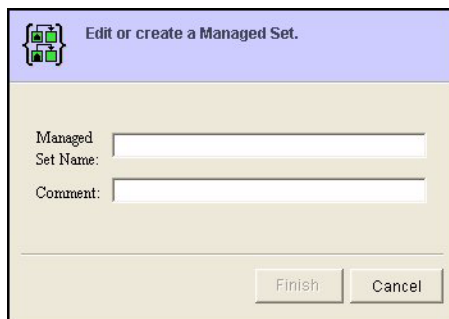 Edit or create a Managed Set.
Managed
Set Name:
Comment:
Finish
Cancel